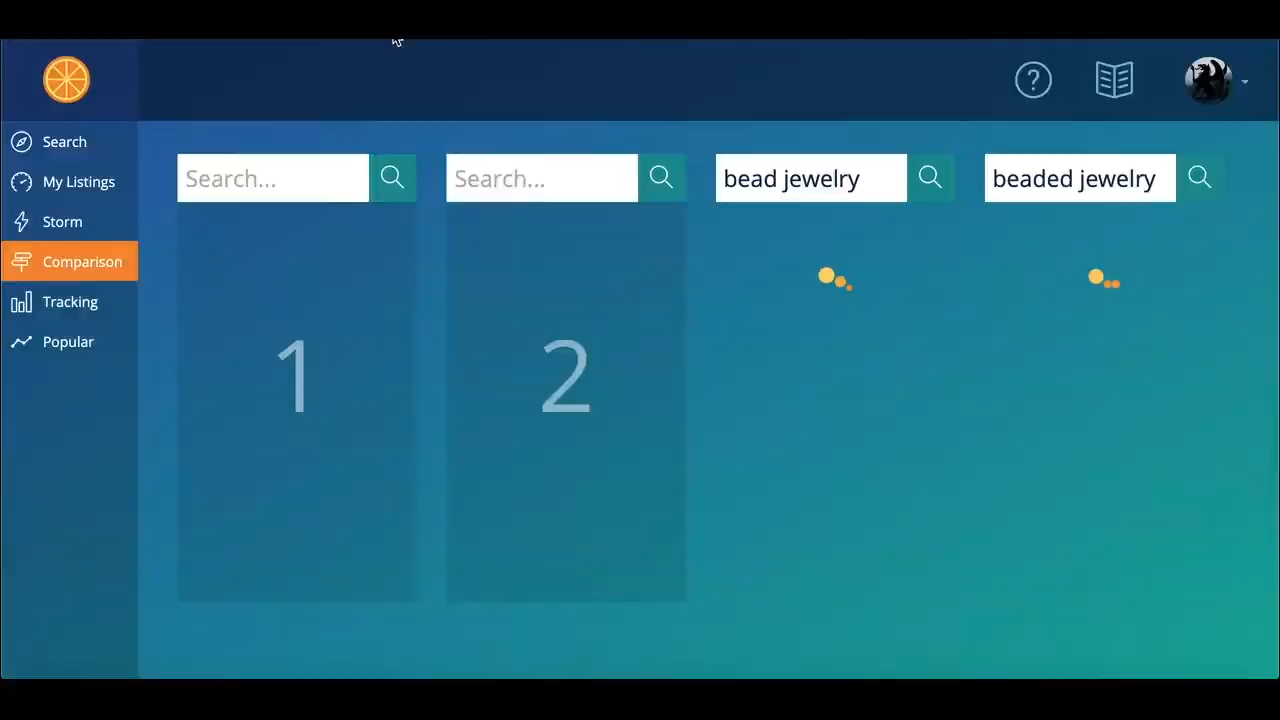 Search
My Listings
Storm
Comparison
Tracking
Popular
Search...
Search...
bead jewelry
beaded jewelry
1
2
?